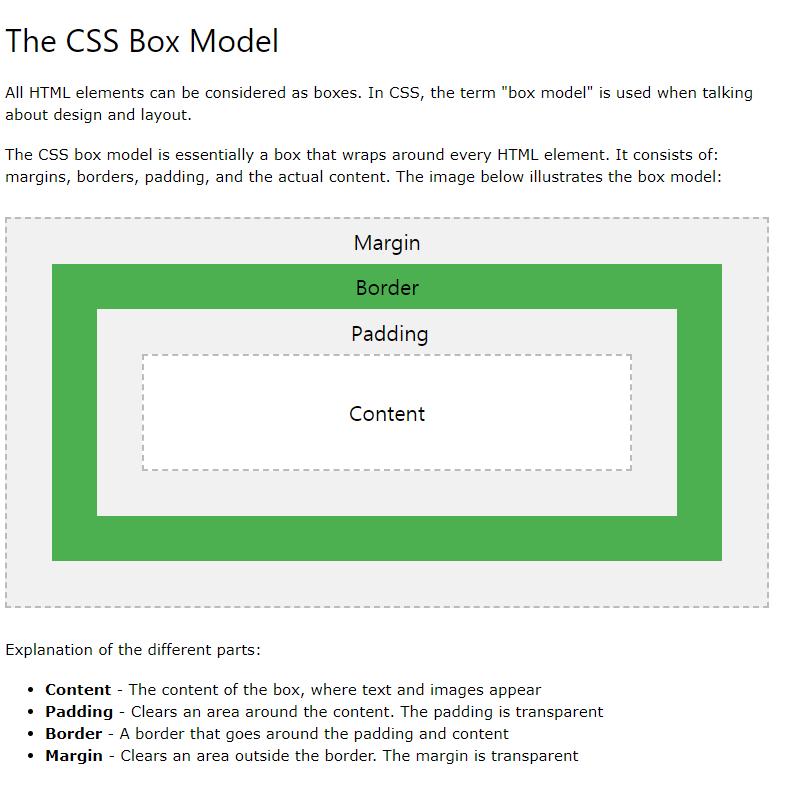 The CSS Box Model
All HTML elements can be considered as boxes. In CSS, the term "box model" is used when talking
about design and layout.
The CSS box model is essentially a box that wraps around every HTML element. It consists of:
margins, borders, padding, and the actual content. The image below illustrates the box model:
Margin
Border
Padding
Content
Explanation of the different parts:
• Content - The content of the box, where text and images appear
• Padding - Clears an area around the content. The padding is transparent
• Border - A border that goes around the padding and content
• Margin - Clears an area outside the border. The margin is transparent